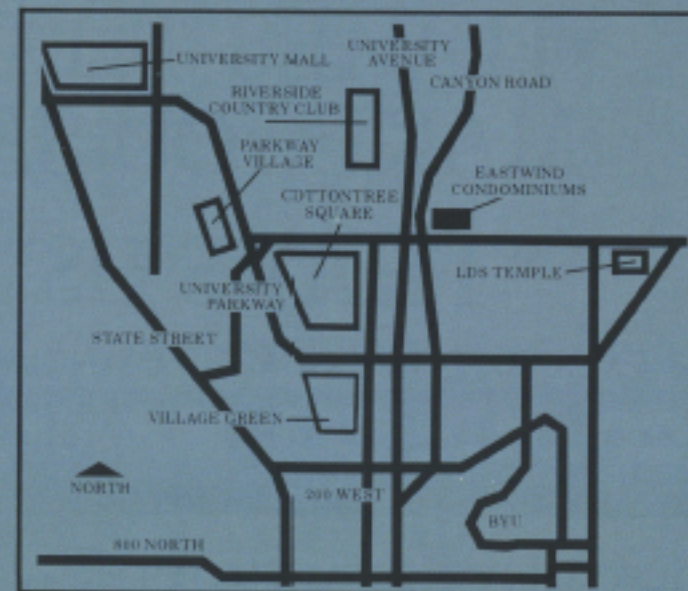 UNIVERSITY MALL
UNIVERSITY
AVENUE
CANYON ROAD
RIVERSIDE
COUNTRY CLUB
PARKWAY
VILLAGE
EASTWIND
CONDOMINIUMS
COTTONTREE
SQUARE
LDS TEMPLE
UNIVERSITY
PARKWAY
STATE STREET
VILLAGE GREEN
NORTH
200 WEST
BYU
800 NORTH